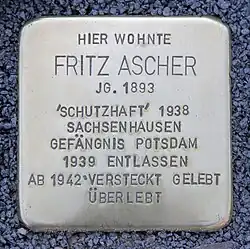 HIER WOHNTE
FRITZ ASCHER
JG. 1893
'SCHUTZHAFT' 1938
SACHSENHAUSEN
GEFÄNGNIS POTSDAM
1939 ENTLASSEN
AB 1942 VERSTECKT GELEBT
ÜBERLEBT